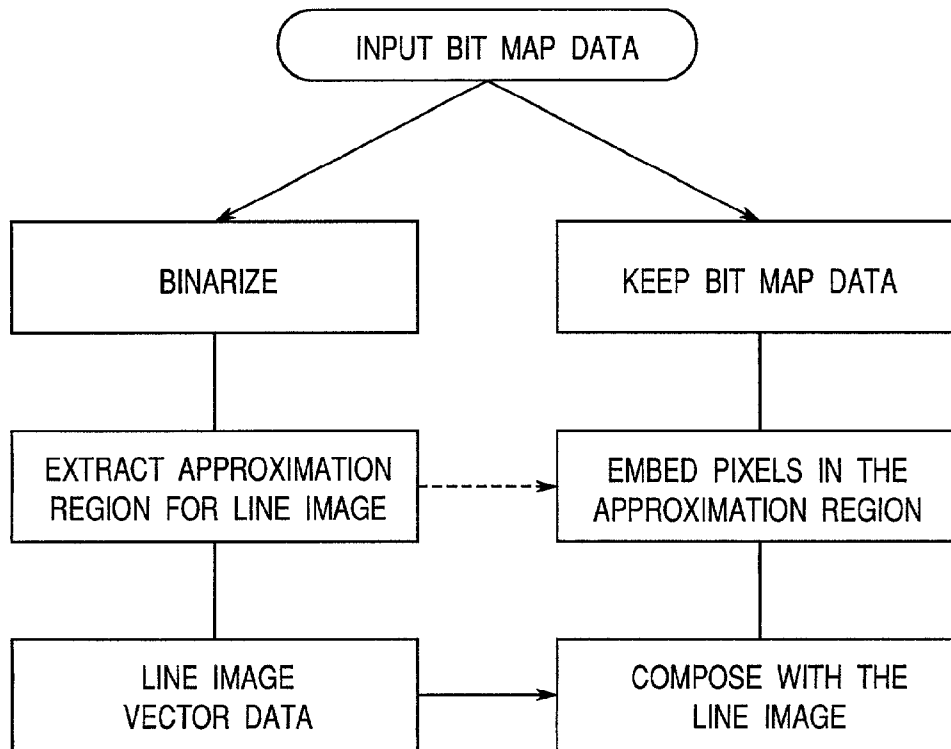 INPUT BIT MAP DATA
BINARIZE
KEEP BIT MAP DATA
EXTRACT APPROXIMATION
REGION FOR LINE IMAGE
EMBED PIXELS IN THE
APPROXIMATION REGION
LINE IMAGE
VECTOR DATA
COMPOSE WITH THE
LINE IMAGE